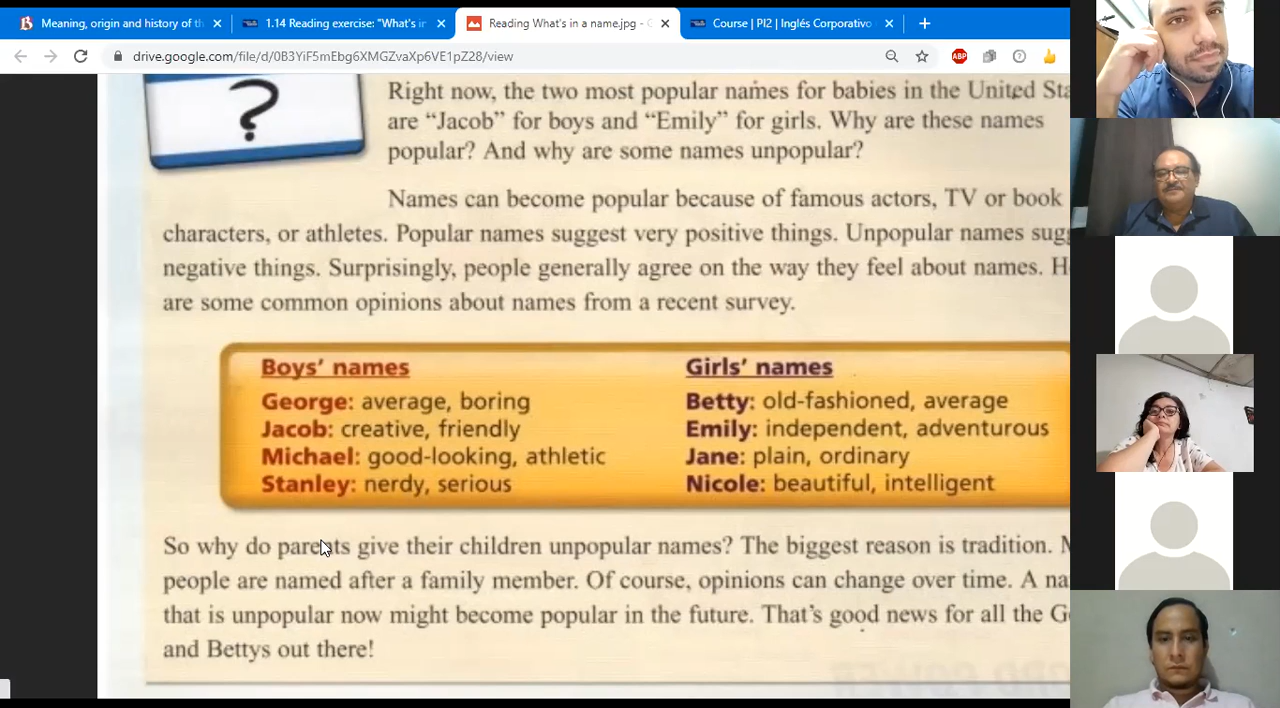 Meaning, origin and history of th
1.14 Reading exercise: "What's in
Reading What's in a name.jpg - G
Course | PI2 | Inglés Corporativo
drive.google.com/file/d/0B3YiF5mEbg6XMGZvaXp6VE1pZ28/view
ABP
?
Right now, the two most popular names for babies in the United Sta
are “Jacob” for boys and “Emily” for girls. Why are these names
popular? And why are some names unpopular?
Names can become popular because of famous actors, TV or book
characters, or athletes. Popular names suggest very positive things. Unpopular names sugg
negative things. Surprisingly, people generally agree on the way they feel about names. H
are some common opinions about names from a recent survey.
Boys’ names
George: average, boring
Jacob: creative, friendly
Michael: good-looking, athletic
Stanley: nerdy, serious
Girls’ names
Betty: old-fashioned, average
Emily: independent, adventurous
Jane: plain, ordinary
Nicole: beautiful, intelligent
So why do parents give their children unpopular names? The biggest reason is tradition. M
people are named after a family member. Of course, opinions can change over time. A na
that is unpopular now might become popular in the future. That’s good news for all the G
and Bettys out there!